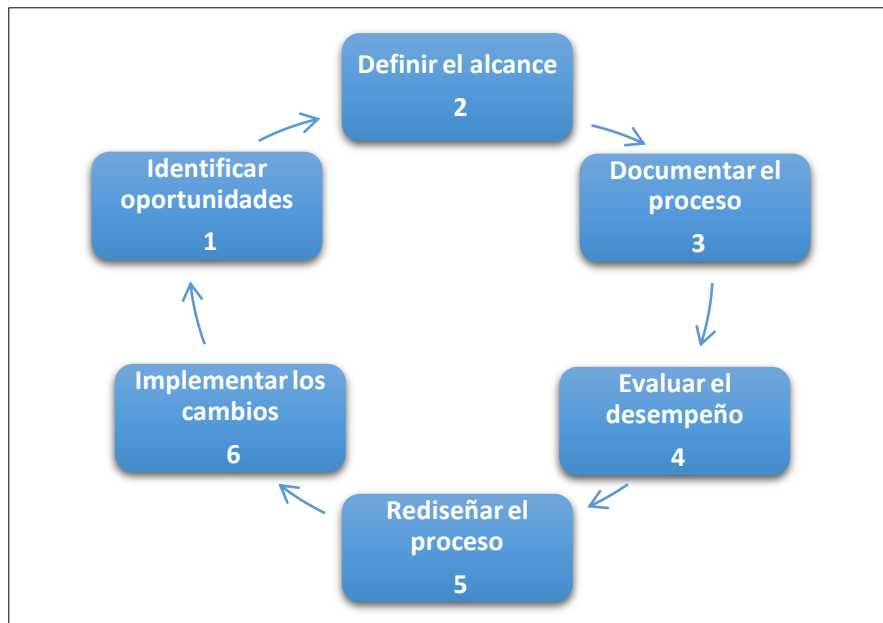 Definir el alcance
2
Identificar
oportunidades
1
Documentar el
proceso
3
Implementar los
cambios
6
Evaluar el
desempeño
4
Rediseñar el
proceso
5